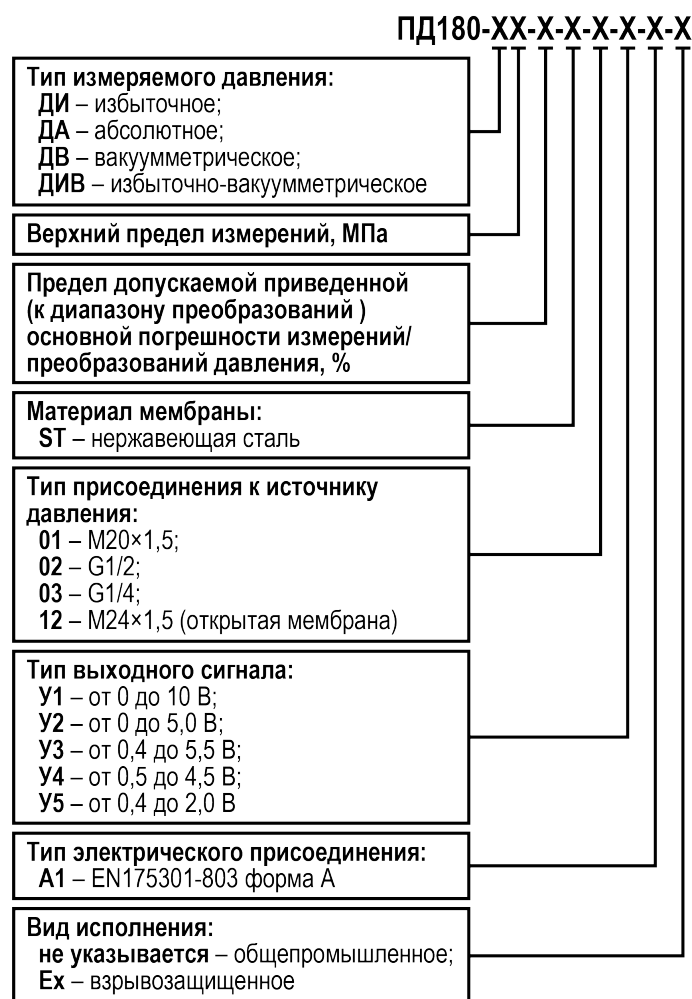 ПД180-ХХ-Х-Х-Х-Х-Х-Х
Тип измеряемого давления:
ДИ – избыточное;
ДА – абсолютное;
ДВ – вакуумметрическое;
ДИВ – избыточно-вакуумметрическое
Верхний предел измерений, МПа
Предел допускаемой приведенной
(к диапазону преобразований )
основной погрешности измерений/
преобразований давления, %
Материал мембраны:
ST – нержавеющая сталь
Тип присоединения к источнику
давления:
01 – М20×1,5;
02 – G1/2;
03 – G1/4;
12 – М24×1,5 (открытая мембрана)
Тип выходного сигнала:
У1 – от 0 до 10 В;
У2 – от 0 до 5,0 В;
У3 – от 0,4 до 5,5 В;
У4 – от 0,5 до 4,5 В;
У5 – от 0,4 до 2,0 В
Тип электрического присоединения:
А1 – EN175301-803 форма А
Вид исполнения:
не указывается – общепромышленное;
Ex – взрывозащищенное